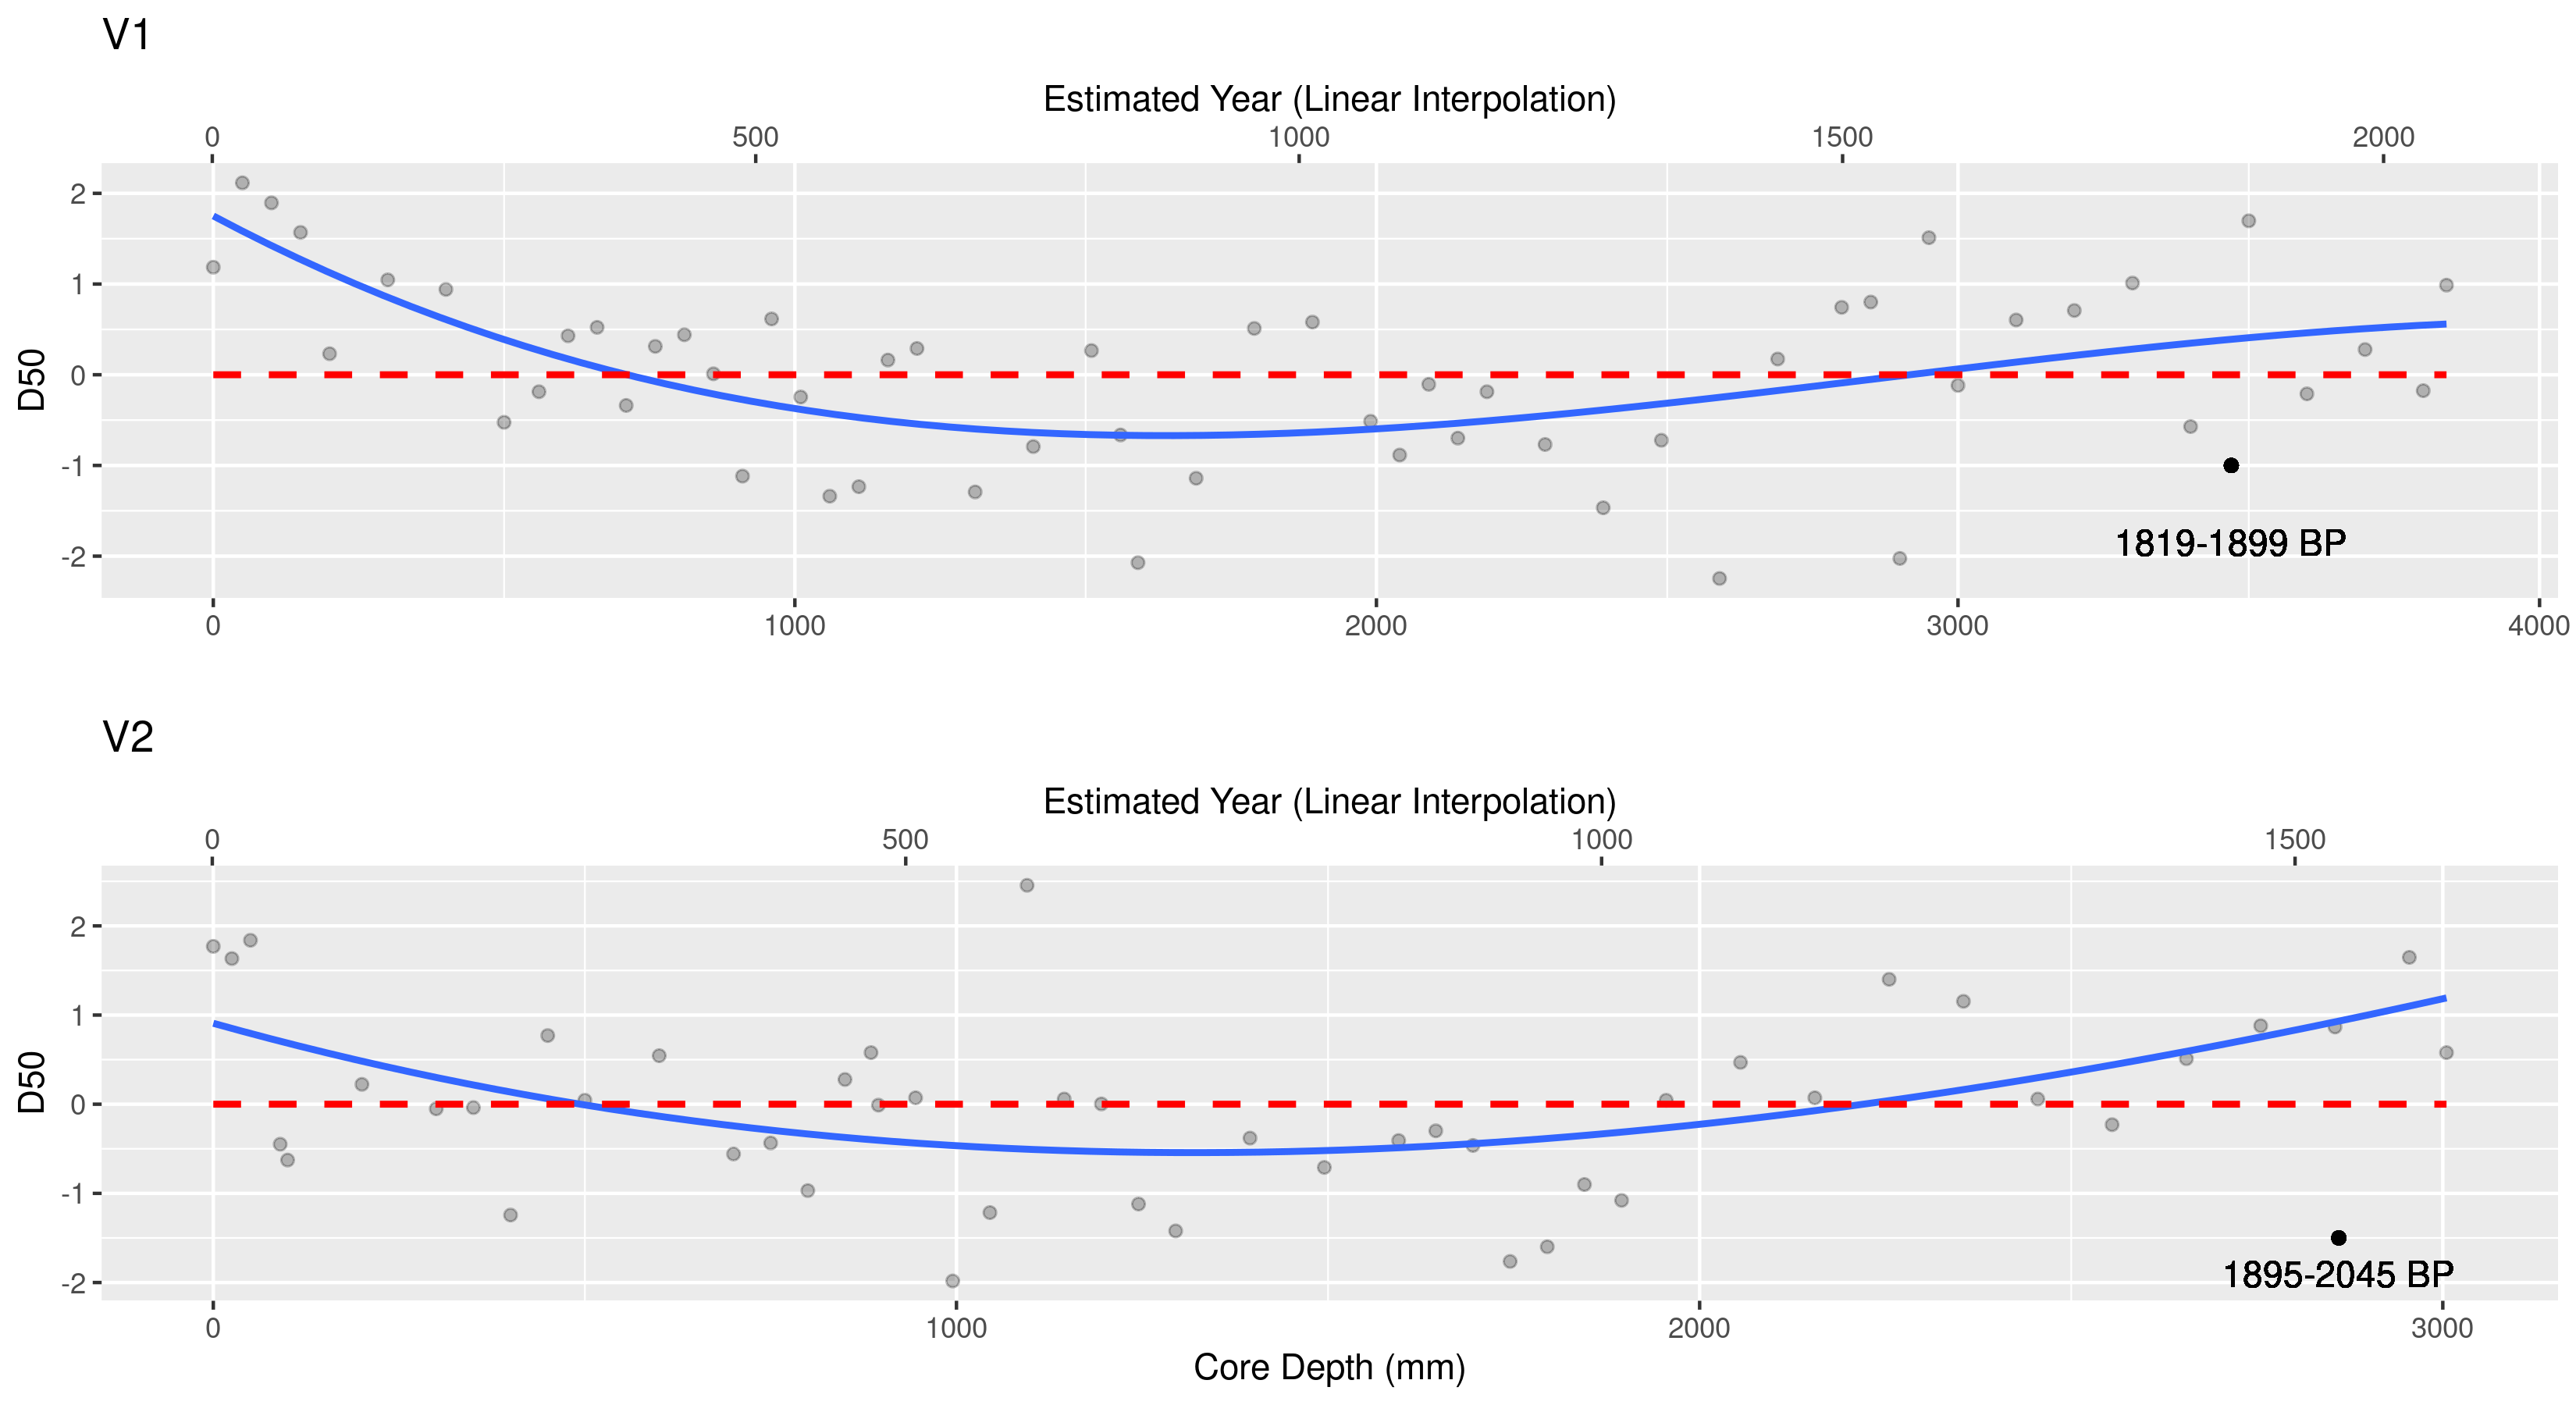 V1
Estimated Year (Linear Interpolation)
0 500 1000 1500 2000
2
1
0
-1
-2
D50
1819-1899 BP
0 1000 2000 3000 4000
V2
Estimated Year (Linear Interpolation)
0 500 1000 1500
2
1
0
-1
-2
D50
1895-2045 BP
0 1000 2000 3000
Core Depth (mm)